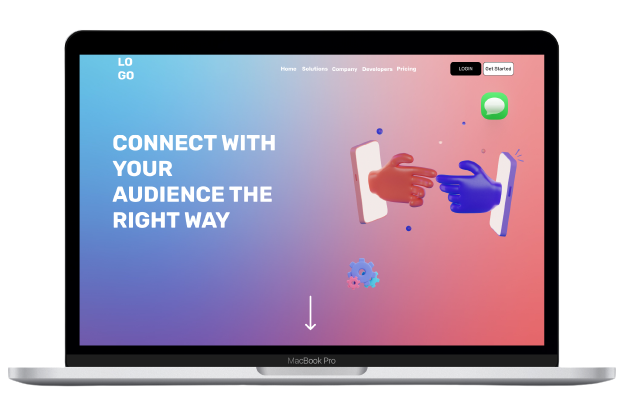 LO
GO
Home Solutions Company Developers Pricing
LOGIN Get Started
CONNECT WITH
YOUR
AUDIENCE THE
RIGHT WAY
MacBook Pro